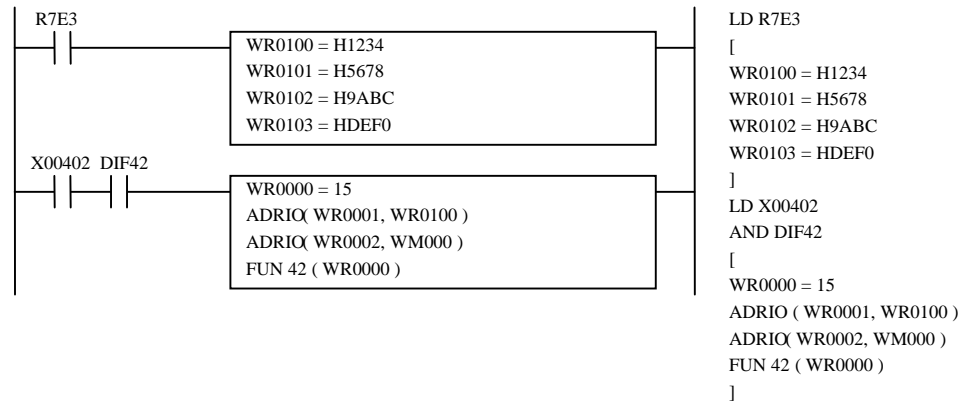 R7E3
WR0100 = H1234
WR0101 = H5678
WR0102 = H9ABC
WR0103 = HDEF0
X00402 DIF42
WR0000 = 15
ADRIO( WR0001, WR0100 )
ADRIO( WR0002, WM000 )
FUN 42 ( WR0000 )
LD R7E3
[
WR0100 = H1234
WR0101 = H5678
WR0102 = H9ABC
WR0103 = HDEF0
]
LD X00402
AND DIF42
[
WR0000 = 15
ADRIO ( WR0001, WR0100 )
ADRIO( WR0002, WM000 )
FUN 42 ( WR0000 )
]